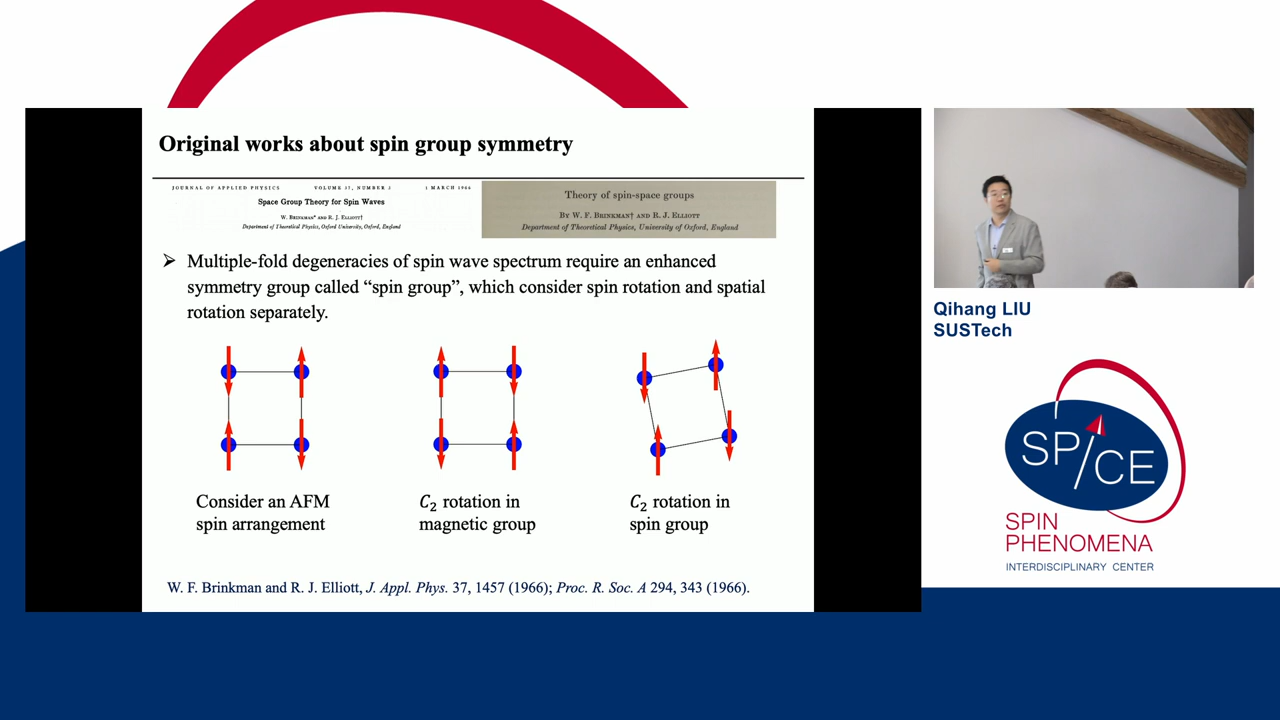 Original works about spin group symmetry
JOURNAL OF APPLIED PHYSICS VOLUME 37, NUMBER 3 1 MARCH 1966
Space Group Theory for Spin Waves
W. BRINKMAN* AND R. J. ELLIOTT†
Department of Theoretical Physics, Oxford University, Oxford, England
Theory of spin-space groups
BY W. F. BRINKMAN† AND R. J. ELLIOTT
Department of Theoretical Physics, University of Oxford, England
➢ Multiple-fold degeneracies of spin wave spectrum require an enhanced
symmetry group called “spin group”, which consider spin rotation and spatial
rotation separately.
Consider an AFM
spin arrangement
C₂ rotation in
magnetic group
C₂ rotation in
spin group
W. F. Brinkman and R. J. Elliott, J. Appl. Phys. 37, 1457 (1966); Proc. R. Soc. A 294, 343 (1966).
Qihang LIU
SUSTech
SP/CE
SPIN
PHENOMENA
INTERDISCIPLINARY CENTER